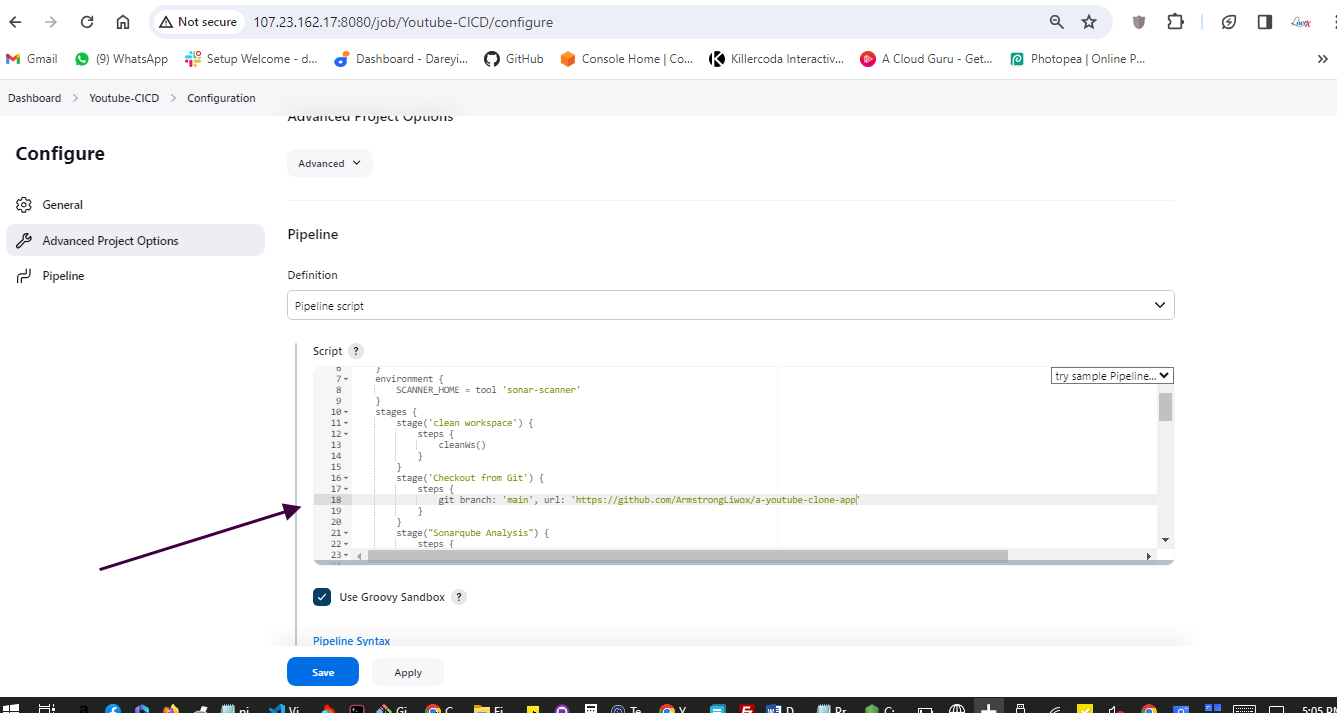 Not secure 107.23.162.17:8080/job/Youtube-CICD/configure
Gmail (9) WhatsApp Setup Welcome - d... Dashboard - Dareyi... GitHub Console Home | Co... Killercoda Interactiv... A Cloud Guru - Get... Photopea | Online P... »
Dashboard > Youtube-CICD > Configuration
Advanced Project Options
Configure
Advanced
General
Advanced Project Options
Pipeline
Pipeline
Definition
Pipeline script
Script ?
try sample Pipeline...
6 }
7 environment {
8 SCANNER_HOME = tool 'sonar-scanner'
9 }
10 stages {
11 stage('clean workspace') {
12 steps {
13 cleanWs()
14 }
15 }
16 stage('Checkout from Git') {
17 steps {
18 git branch: 'main', url: 'https://github.com/ArmstrongLiwox/a-youtube-clone-app'
19 }
20 }
21 stage("Sonarqube Analysis") {
22 steps {
23
Use Groovy Sandbox ?
Pipeline Syntax
Save Apply